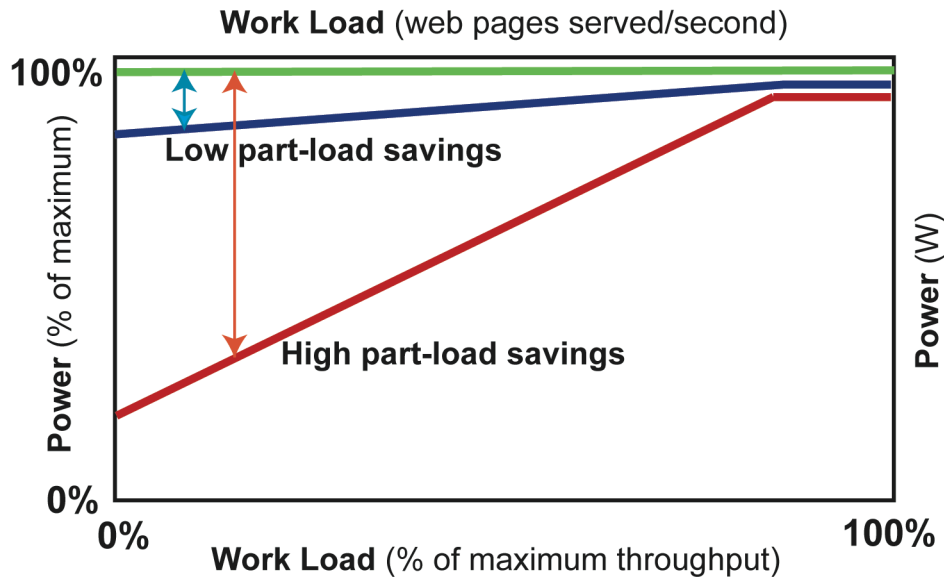 Work Load (web pages served/second)
100%
Low part-load savings
Power (% of maximum)
Power (W)
High part-load savings
0%
0%
100%
Work Load (% of maximum throughput)